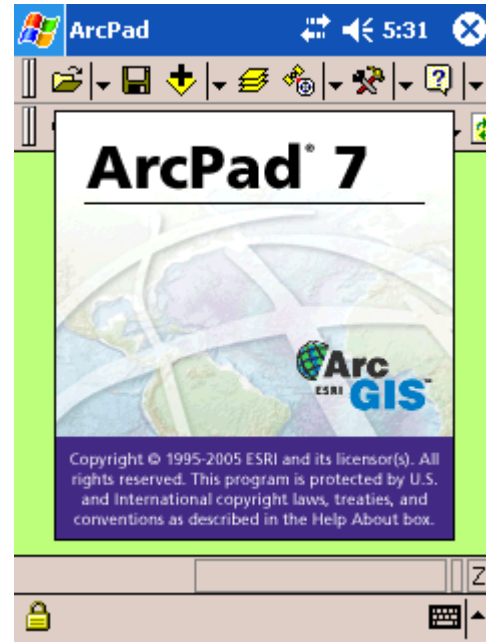 ArcPad 5:31
ArcPad® 7
Arc
ESRI GIS™
Copyright © 1995-2005 ESRI and its licensor(s). All
rights reserved. This program is protected by U.S.
and International copyright laws, treaties, and
conventions as described in the Help About box.
Z